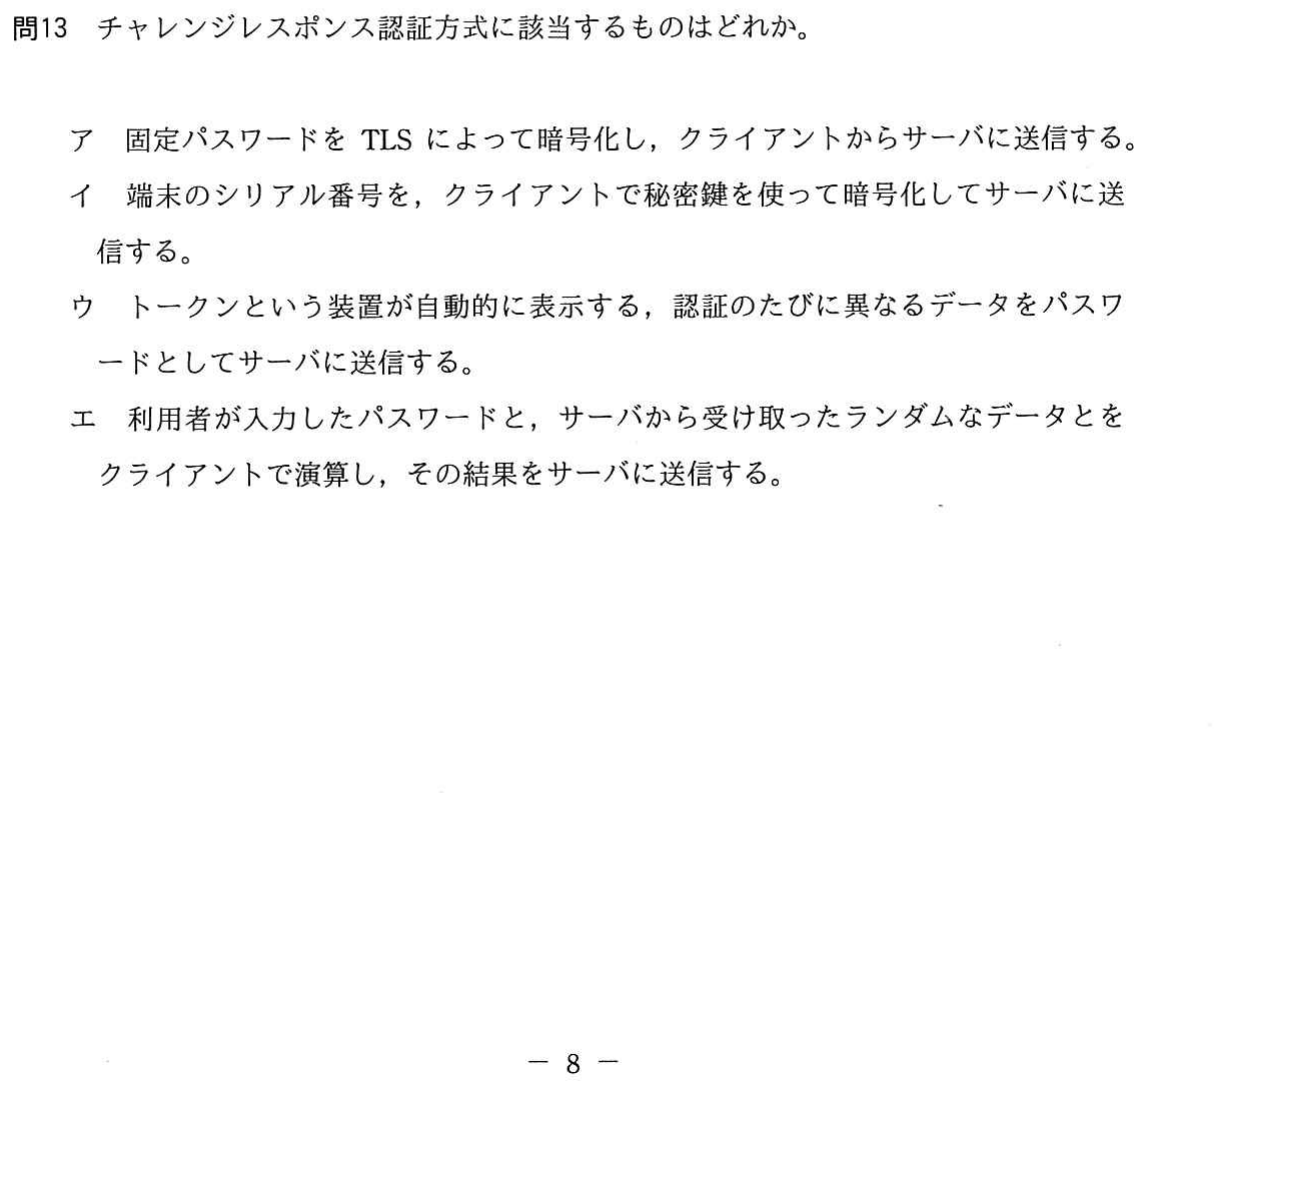 問13　チャレンジレスポンス認証方式に該当するものはどれか。
ア　固定パスワードを TLS によって暗号化し，クライアントからサーバに送信する。
イ　端末のシリアル番号を，クライアントで秘密鍵を使って暗号化してサーバに送
信する。
ウ　トークンという装置が自動的に表示する，認証のたびに異なるデータをパスワ
ードとしてサーバに送信する。
エ　利用者が入力したパスワードと，サーバから受け取ったランダムなデータとを
クライアントで演算し，その結果をサーバに送信する。
－ 8 －